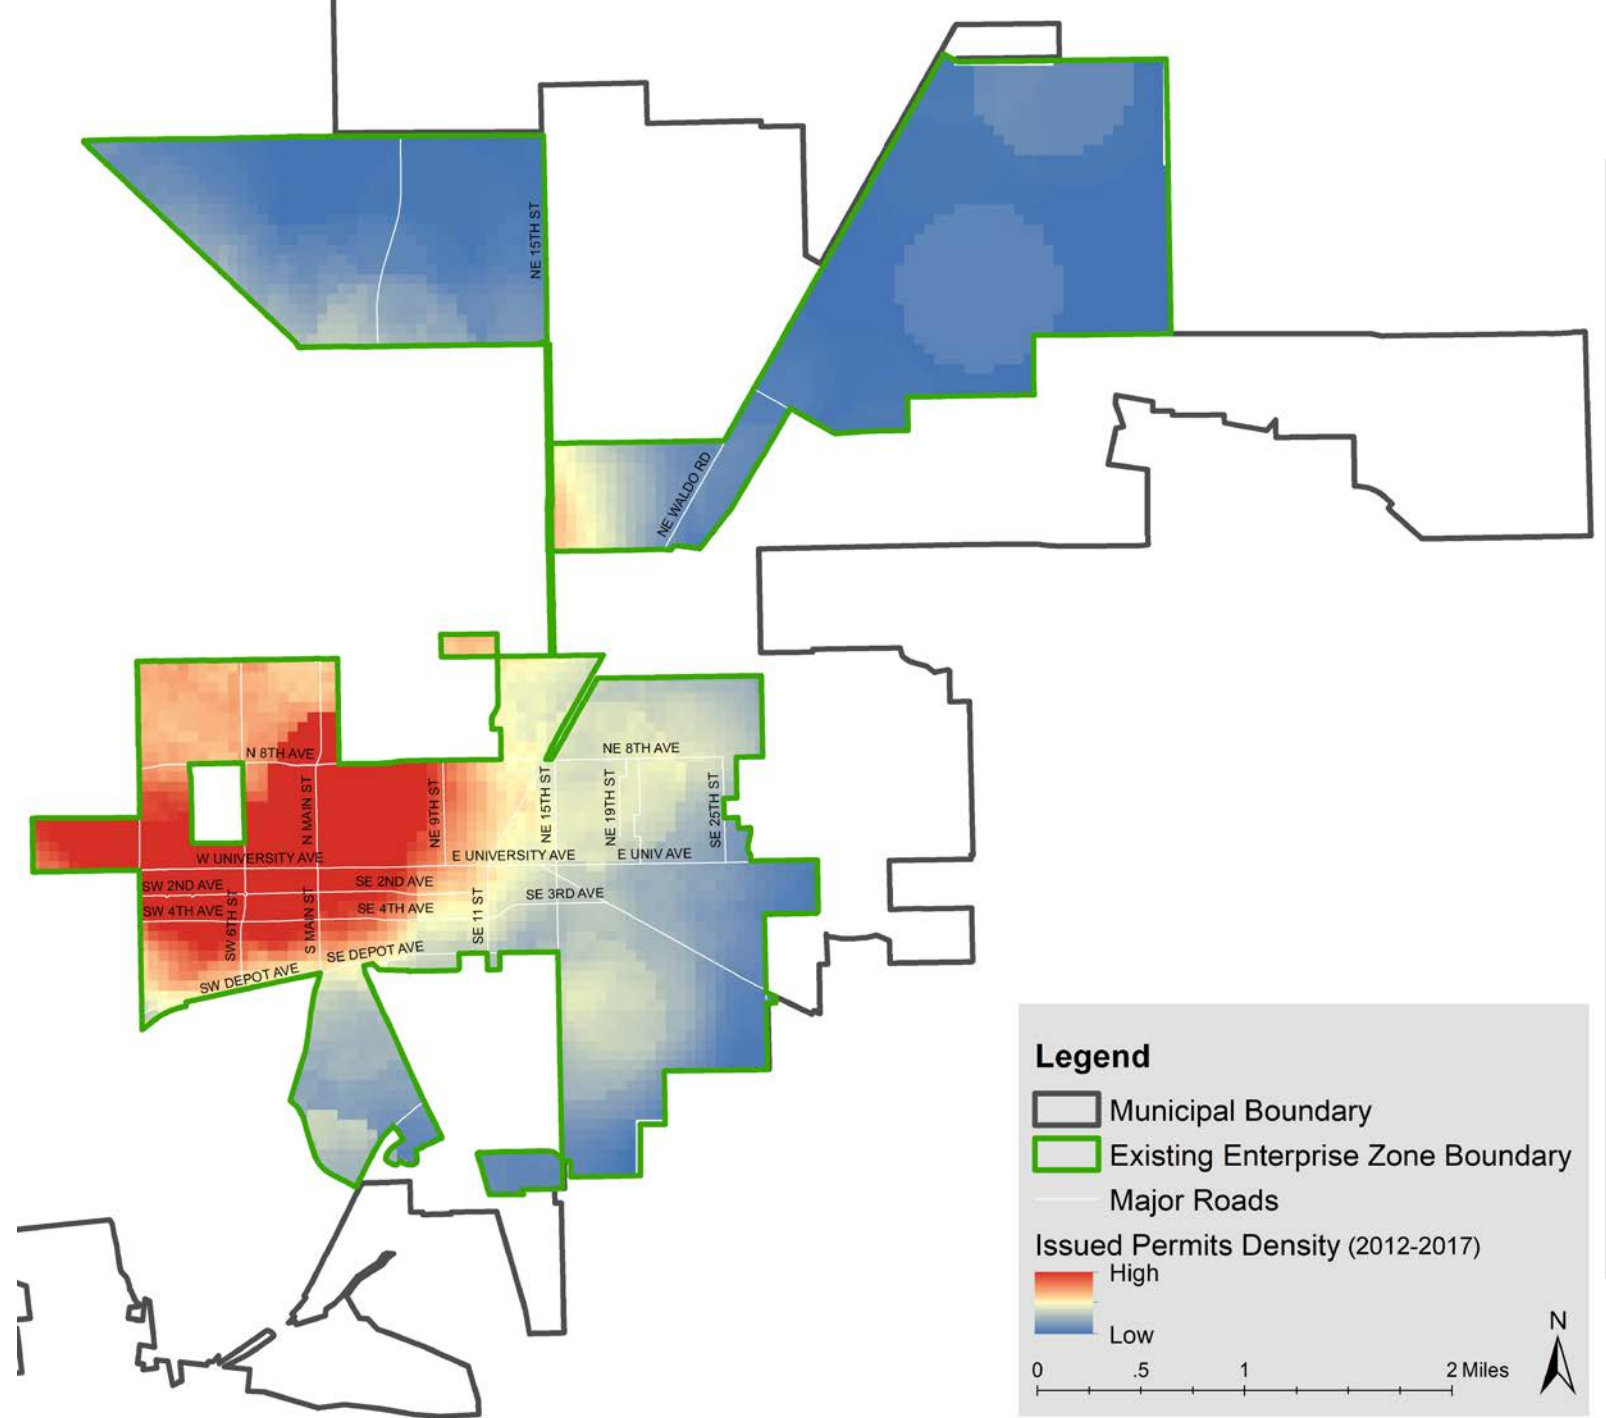 NE 15TH ST
NE WALDO RD
N 8TH AVE
NE 8TH AVE
N MAIN ST
NE 9TH ST
NE 15TH ST
NE 19TH ST
SE 25TH ST
W UNIVERSITY AVE
E UNIVERSITY AVE
E UNIV AVE
SW 2ND AVE
SE 2ND AVE
SE 3RD AVE
SW 4TH AVE
SE 4TH AVE
SW 6TH ST
S MAIN ST
SE 11 ST
SE DEPOT AVE
SW DEPOT AVE
Legend
Municipal Boundary
Existing Enterprise Zone Boundary
Major Roads
Issued Permits Density (2012-2017)
High
Low
N
0 .5 1 2 Miles